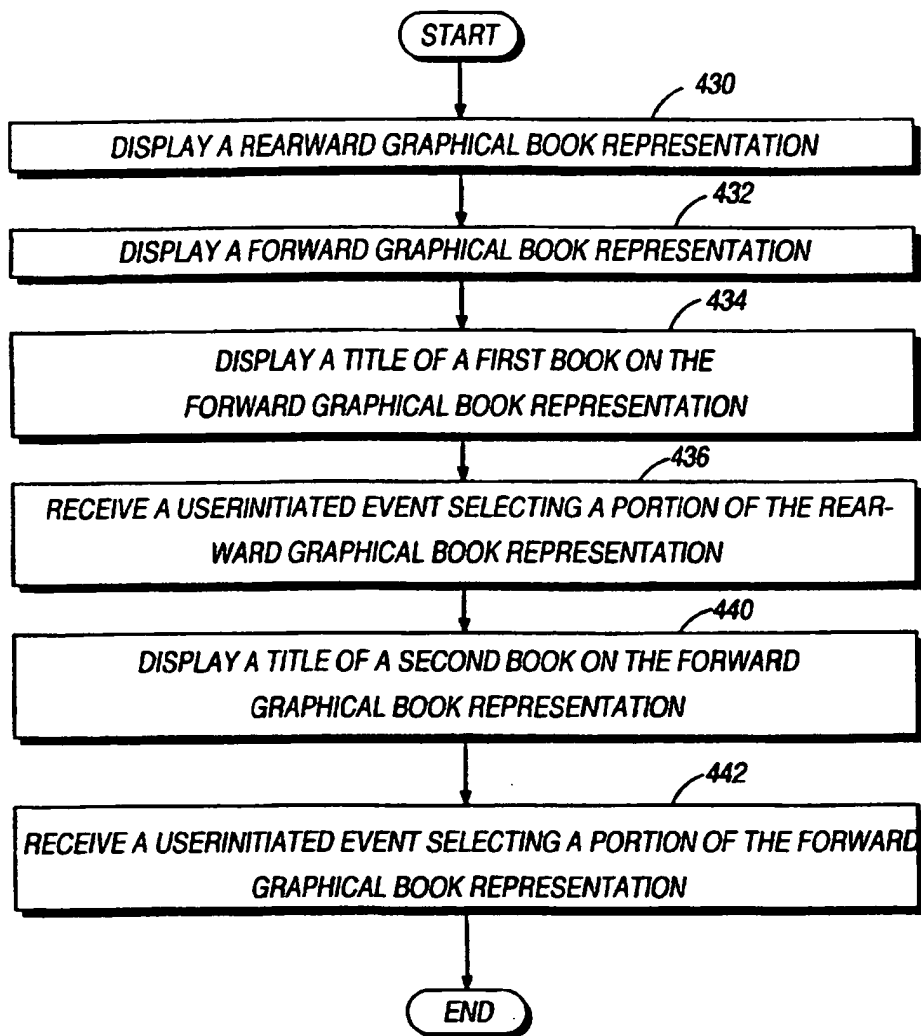 START
430
DISPLAY A REARWARD GRAPHICAL BOOK REPRESENTATION
432
DISPLAY A FORWARD GRAPHICAL BOOK REPRESENTATION
434
DISPLAY A TITLE OF A FIRST BOOK ON THE
FORWARD GRAPHICAL BOOK REPRESENTATION
436
RECEIVE A USERINITIATED EVENT SELECTING A PORTION OF THE REAR-
WARD GRAPHICAL BOOK REPRESENTATION
440
DISPLAY A TITLE OF A SECOND BOOK ON THE FORWARD
GRAPHICAL BOOK REPRESENTATION
442
RECEIVE A USERINITIATED EVENT SELECTING A PORTION OF THE FORWARD
GRAPHICAL BOOK REPRESENTATION
END